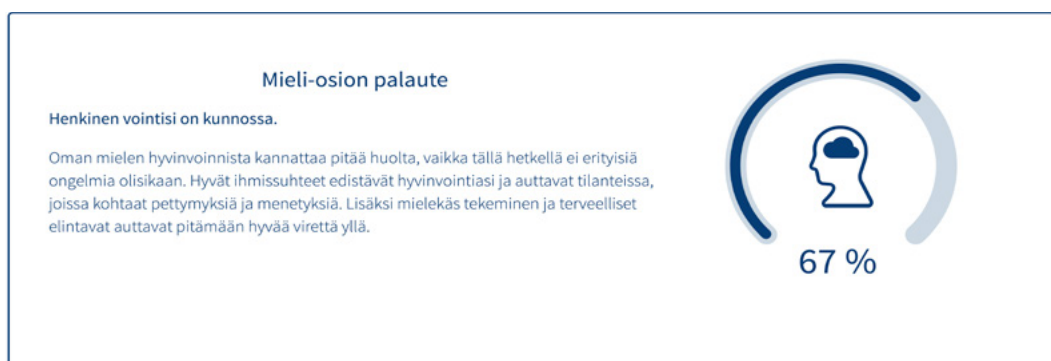 Mieli-osion palaute
Henkinen vointisi on kunnossa.
Oman mielen hyvinvoinnista kannattaa pitää huolta, vaikka tällä hetkellä ei erityisiä
ongelmia olisikaan. Hyvät ihmissuhteet edistävät hyvinvointiasi ja auttavat tilanteissa,
joissa kohtaat pettymyksiä ja menetyksiä. Lisäksi mielekäs tekeminen ja terveelliset
elintavat auttavat pitämään hyvää virettä yllä.
67 %